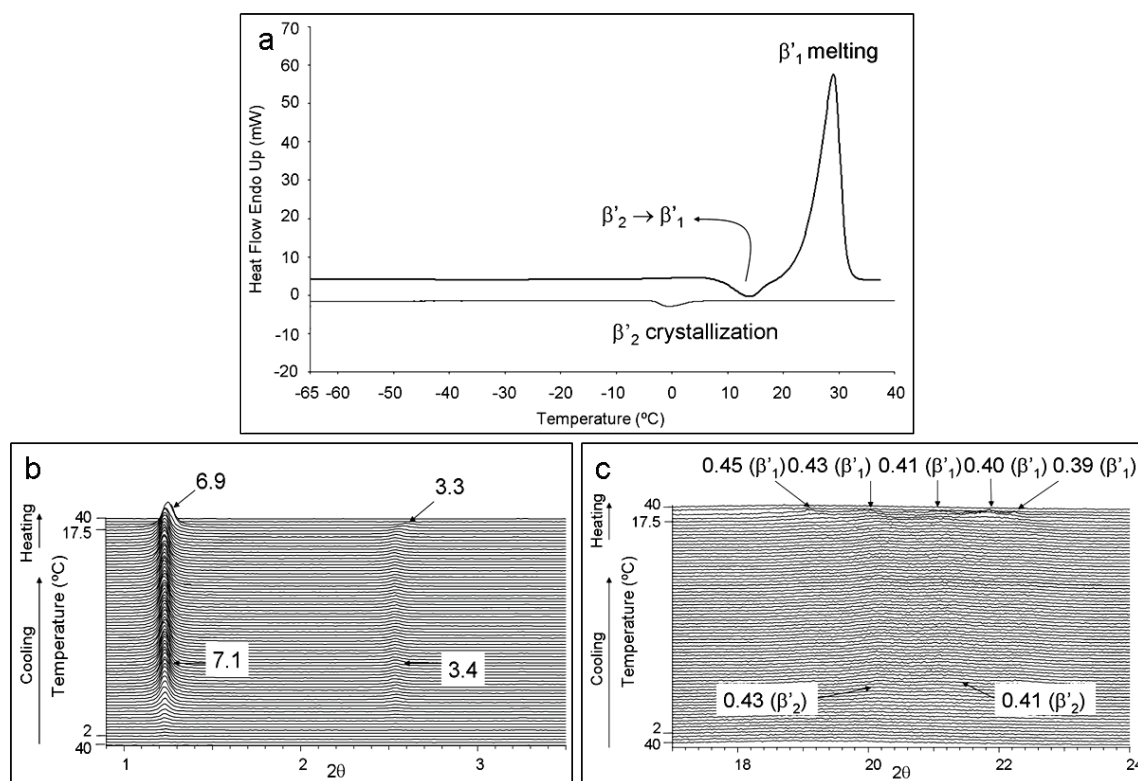 a
70
60
50
40
30
20
10
0
-10
-20
Heat Flow Endo Up (mW)
β'1 melting
β'2 → β'1
β'2 crystallization
-65 -60 -50 -40 -30 -20 -10 0 10 20 30 40
Temperature (ºC)
b
6.9
3.3
7.1
3.4
Heating
Cooling
Temperature (ºC)
40
17.5
2
40
1 2 3
2θ
c
0.45 (β'1) 0.43 (β'1) 0.41 (β'1) 0.40 (β'1) 0.39 (β'1)
0.43 (β'2) 0.41 (β'2)
Heating
Cooling
Temperature (ºC)
40
17.5
2
40
18 20 22 24
2θ